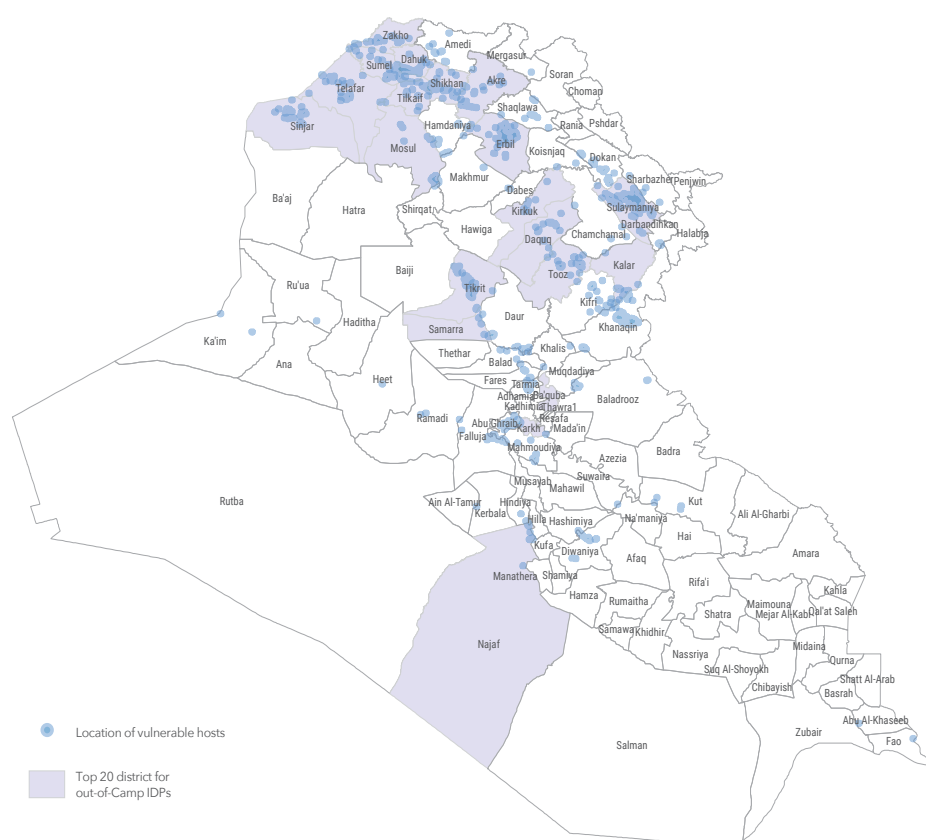 Zakho
Amedi
Mergasur
Sumel
Dahuk
Soran
Akre
Shikhan
Telafar
Choman
Tilkaif
Shaqlawa
Sinjar
Hamdaniya
Rania
Pshdar
Mosul
Erbil
Koisnjaq
Dokan
Makhmur
Sharbazher
Penjwin
Dabes
Ba'aj
Hatra
Shirqat
Kirkuk
Sulaymaniya
Hawiga
Darbandihkan
Daquq
Chamchamal
Halabja
Baiji
Kalar
Tooz
Ru'ua
Tikrit
Kifri
Daur
Haditha
Samarra
Khanaqin
Ka'im
Thethar
Khalis
Ana
Balad
Muqdadiya
Heet
Fares
Tarmia
Adhamia
Ba'quba
Baladrooz
Kadhimia
Thawra1
Ramadi
Resafa
Abu Ghraib
Karkh
Mada'in
Falluja
Mahmoudiya
Badra
Azezia
Suwaira
Musayab
Mahawil
Rutba
Ain Al-Tamur
Hindiya
Kut
Kerbala
Ali Al-Gharbi
Hilla
Hashimiya
Na'maniya
Hai
Kufa
Diwaniya
Afaq
Amara
Manathera
Shamiya
Rifa'i
Kahla
Hamza
Rumaitha
Maimouna
Shatra
Mejar Al-Kabi
Qal'at Saleh
Samawa
Khidhir
Najaf
Midaina
Nassriya
Qurna
Suq Al-Shoyokh
Shatt Al-Arab
Chibayish
Basrah
Abu Al-Khaseeb
Zubair
Fao
Salman
Location of vulnerable hosts
Top 20 district for
out-of-Camp IDPs